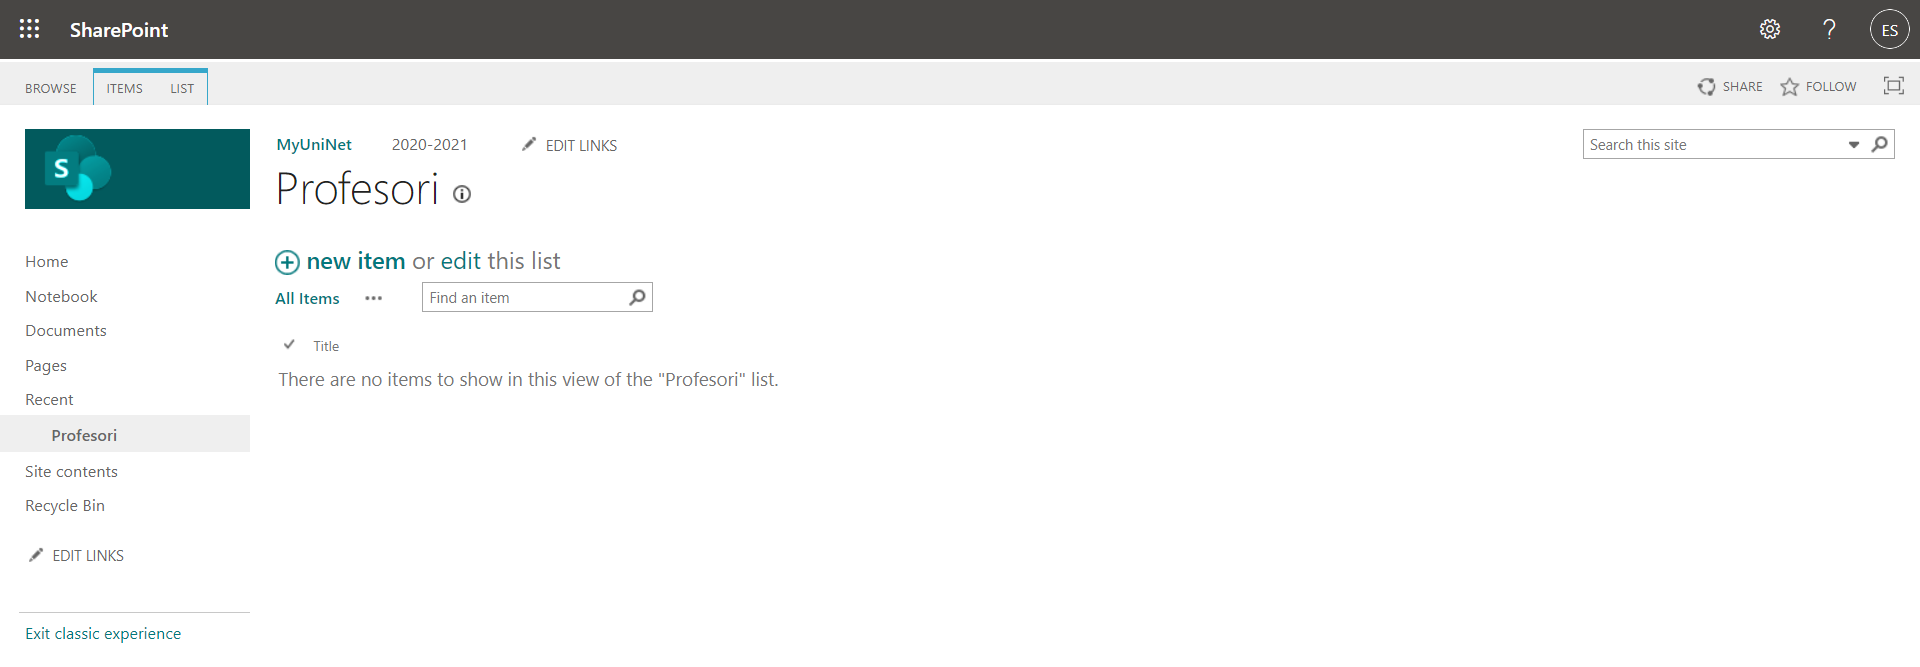 SharePoint
?
ES
BROWSE ITEMS LIST
SHARE FOLLOW
S
MyUniNet 2020-2021 EDIT LINKS
Search this site
Profesori
new item or edit this list
All Items ••• Find an item
Title
There are no items to show in this view of the "Profesori" list.
Home
Notebook
Documents
Pages
Recent
Profesori
Site contents
Recycle Bin
EDIT LINKS
Exit classic experience